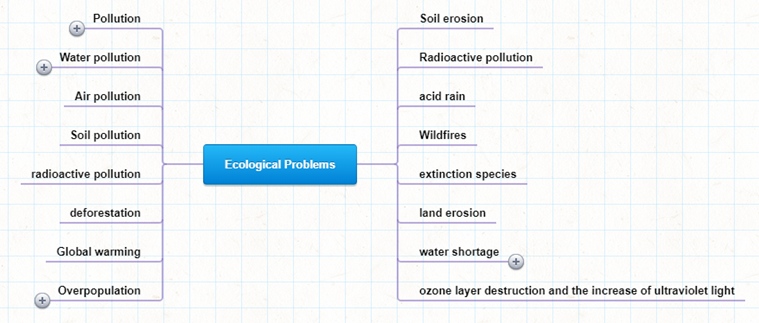 Pollution
Water pollution
Air pollution
Soil pollution
radioactive pollution
deforestation
Global warming
Overpopulation
Ecological Problems
Soil erosion
Radioactive pollution
acid rain
Wildfires
extinction species
land erosion
water shortage
ozone layer destruction and the increase of ultraviolet light